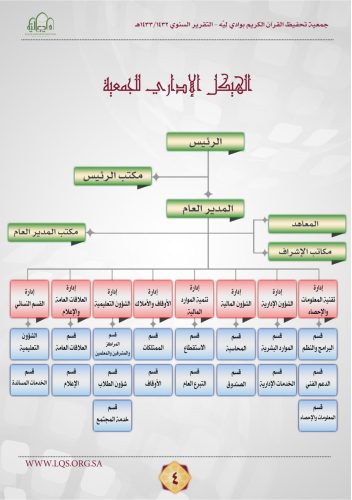 جمعية تحفيظ القرآن الكريم بوادي ليه - التقرير السنوي ١٤٣٢/١٤٣٣هـ
الهيكل الإداري للجمعية
الرئيس
مكتب الرئيس
المدير العام
المعاهد
مكتب المدير العام
مكاتب الإشراف
إدارة
تقنية المعلومات
والإحصاء
إدارة
الشؤون الإدارية
إدارة
الشؤون المالية
إدارة
تنمية الموارد
المالية
إدارة
الأوقاف والأملاك
إدارة
الشؤون التعليمية
إدارة
العلاقات العامة
والإعلام
إدارة
القسم النسائي
قسم
البرامج والنظم
قسم
الموارد البشرية
قسم
المحاسبة
قسم
الاستقطاع
قسم
الممتلكات
قسم
المراكز
والمشرفين والمعلمين
قسم
العلاقات العامة
الشؤون
التعليمية
قسم
الدعم الفني
قسم
الخدمات الإدارية
قسم
الصندوق
قسم
التبرع العام
قسم
الأوقاف
قسم
شؤون الطلاب
قسم
الإعلام
قسم
الخدمات المساندة
قسم
المعلومات والإحصاء
قسم
خدمة المجتمع
WWW.LQS.ORG.SA
٤